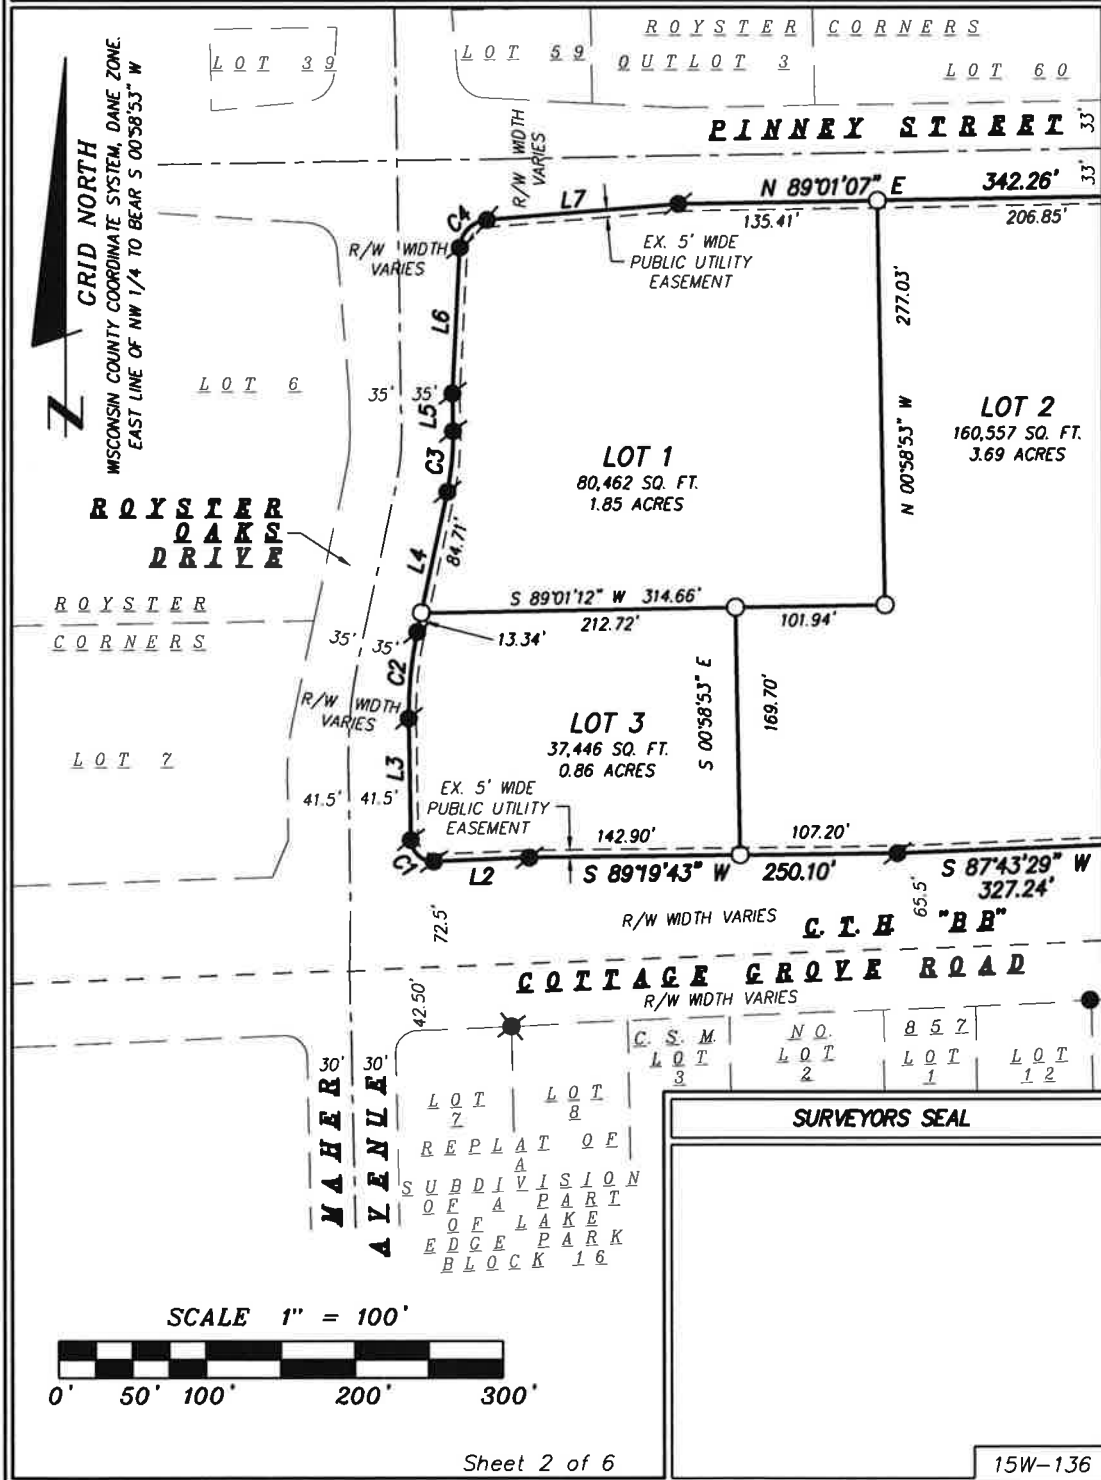 LOT 39
LOT 59
ROYSTER CORNERS
OUTLOT 3
LOT 60
PINNEY STREET
33'
33'
GRID NORTH
WISCONSIN COUNTY COORDINATE SYSTEM, DANE ZONE.
EAST LINE OF NW 1/4 TO BEAR S 00°58'53" W
Z
R/W WIDTH
VARIES
C4
L7
N 89°01'07" E
342.26'
135.41'
206.85'
R/W WIDTH
VARIES
EX. 5' WIDE
PUBLIC UTILITY
EASEMENT
277.03'
L6
LOT 6
35'
35'
L5
C3
N 00°58'53" W
LOT 2
160,557 SQ. FT.
3.69 ACRES
LOT 1
80,462 SQ. FT.
1.85 ACRES
ROYSTER
OAKS
DRIVE
L4
84.71'
S 89°01'12" W 314.66'
212.72'
101.94'
13.34'
ROYSTER
CORNERS
35'
35'
C2
R/W WIDTH
VARIES
S 00°58'53" E
169.70'
LOT 3
37,446 SQ. FT.
0.86 ACRES
LOT 7
L3
41.5'
41.5'
EX. 5' WIDE
PUBLIC UTILITY
EASEMENT
142.90'
107.20'
C1
L2
S 89°19'43" W
250.10'
S 87°43'29" W
327.24'
72.5'
65.5'
R/W WIDTH VARIES
C. T. H. "BB"
COTTAGE GROVE ROAD
R/W WIDTH VARIES
42.50'
C. S. M.
NO.
857
LOT
3
LOT
2
LOT
1
LOT
12
30'
30'
MAHER
AVENUE
LOT
7
LOT
8
REPLAT OF
A
SUBDIVISION
OF A PART
OF LAKE
EDGE PARK
BLOCK 16
SURVEYORS SEAL
SCALE 1" = 100'
0' 50' 100' 200' 300'
Sheet 2 of 6
15W-136